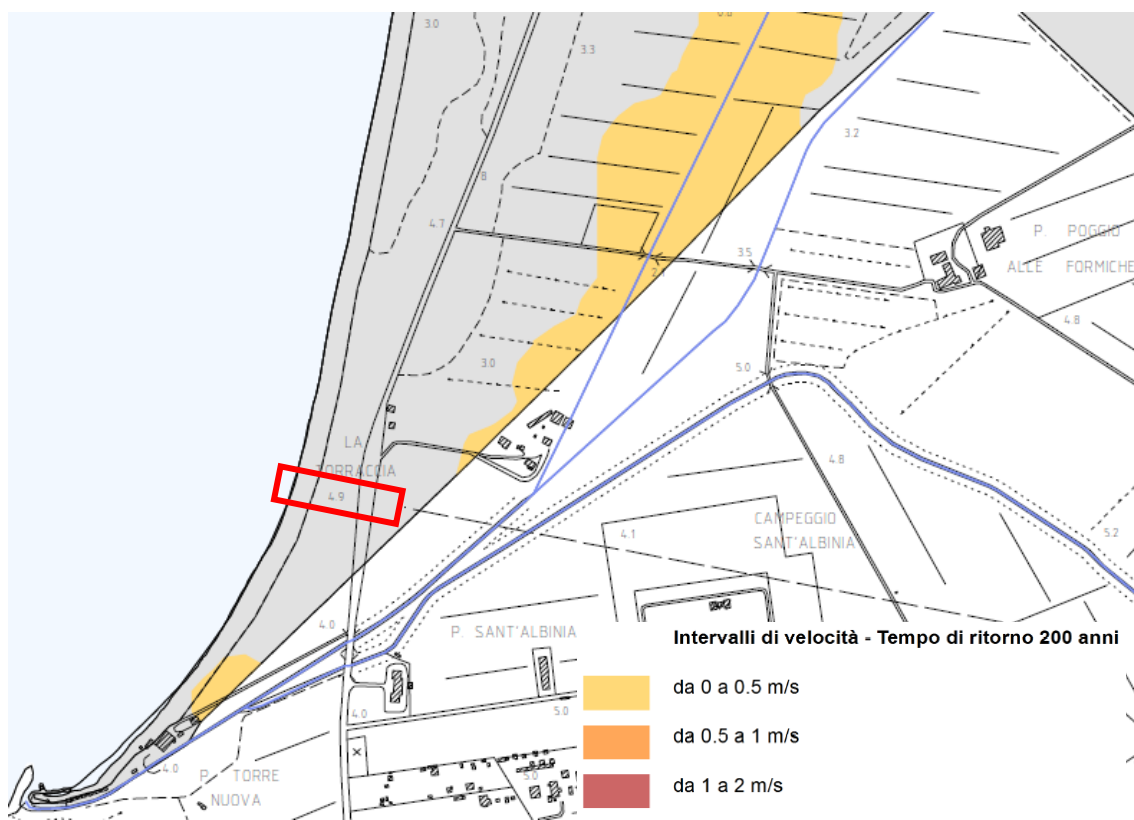 3.0
0.8
3.3
3.2
8
4.7
3.5
2.1
P. POGGIO
ALLE FORMICHE
4.8
3.0
5.0
LA
TORRACCIA
4.9
4.8
4.1
CAMPEGGIO
SANT'ALBINIA
5.2
4.0
P. SANT'ALBINIA
Intervalli di velocità - Tempo di ritorno 200 anni
da 0 a 0.5 m/s
da 0.5 a 1 m/s
da 1 a 2 m/s
4.0
5.0
4.0
P. TORRE
NUOVA
5.0